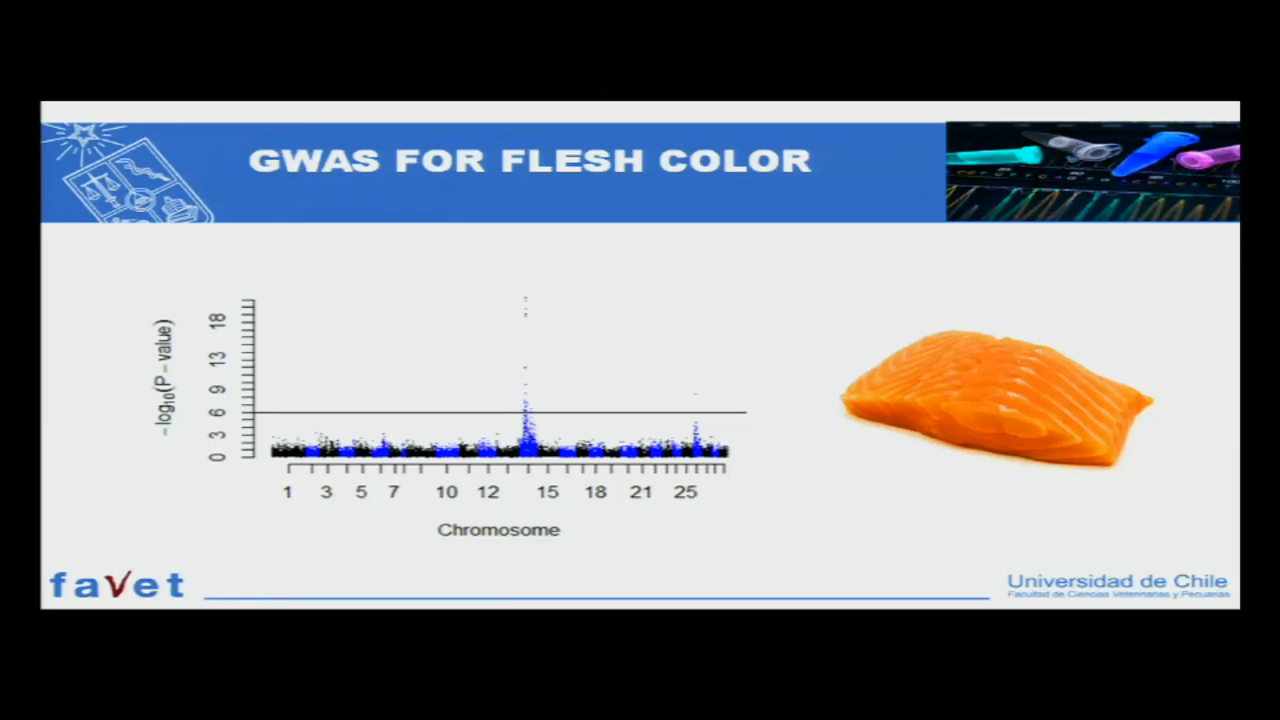 GWAS FOR FLESH COLOR
−log10(P − value)
18
13
9
6
3
0
1 3 5 7 10 12 15 18 21 25
Chromosome
favet
Universidad de Chile
Facultad de Ciencias Veterinarias y Pecuarias